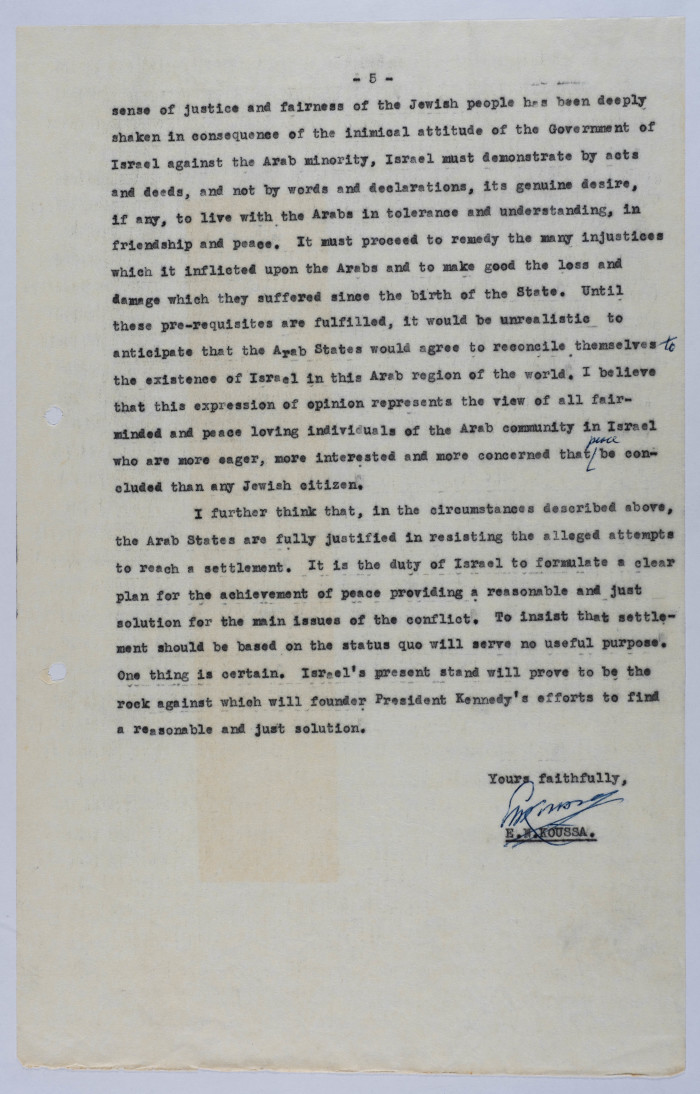 - 5 -
sense of justice and fairness of the Jewish people has been deeply
shaken in consequence of the inimical attitude of the Government of
Israel against the Arab minority, Israel must demonstrate by acts
and deeds, and not by words and declarations, its genuine desire,
if any, to live with the Arabs in tolerance and understanding, in
friendship and peace. It must proceed to remedy the many injustices
which it inflicted upon the Arabs and to make good the loss and
damage which they suffered since the birth of the State. Until
these pre-requisites are fulfilled, it would be unrealistic to
anticipate that the Arab States would agree to reconcile themselves to
the existence of Israel in this Arab region of the world. I believe
that this expression of opinion represents the view of all fair-
minded and peace loving individuals of the Arab community in Israel
who are more eager, more interested and more concerned that peace be con-
cluded than any Jewish citizen.
I further think that, in the circumstances described above,
the Arab States are fully justified in resisting the alleged attempts
to reach a settlement. It is the duty of Israel to formulate a clear
plan for the achievement of peace providing a reasonable and just
solution for the main issues of the conflict. To insist that settle-
ment should be based on the status quo will serve no useful purpose.
One thing is certain. Israel's present stand will prove to be the
rock against which will founder President Kennedy's efforts to find
a reasonable and just solution.
Yours faithfully,
E.N.KOUSSA.